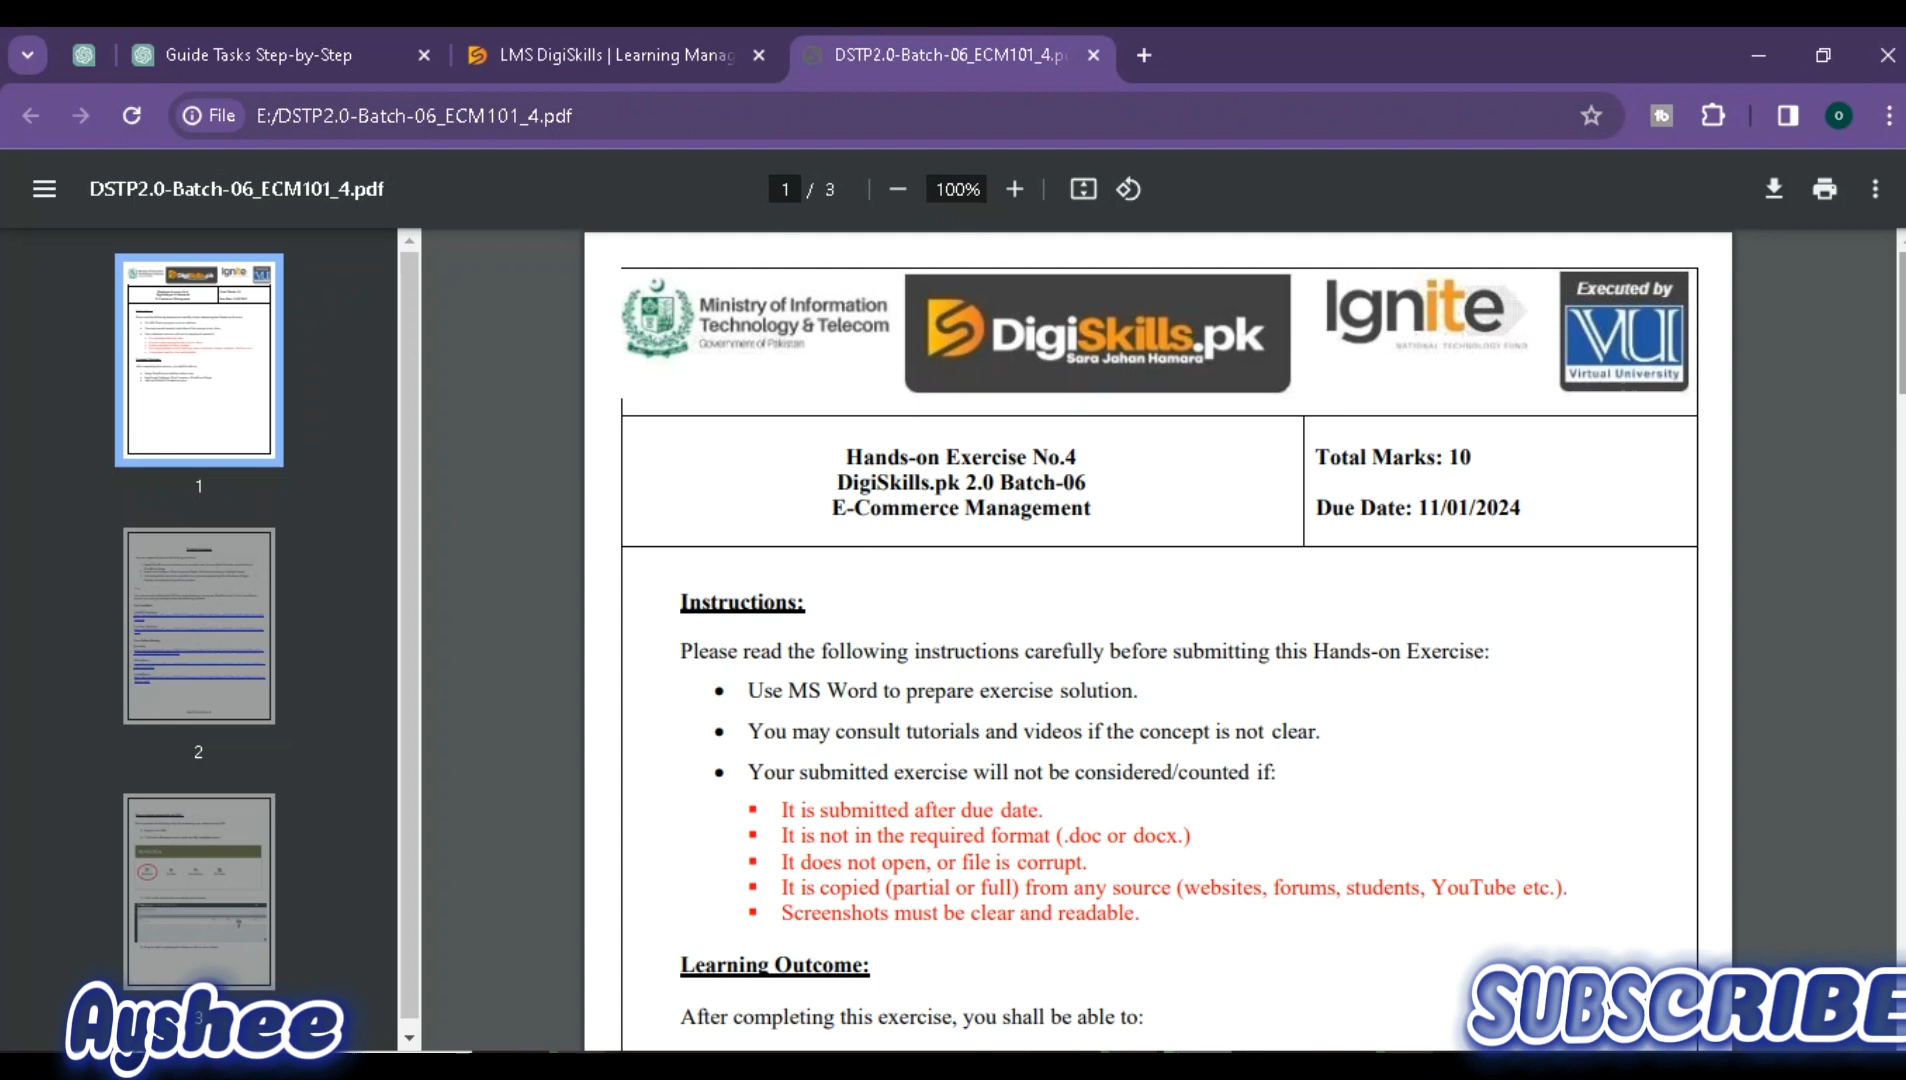 Guide Tasks Step-by-Step
LMS DigiSkills | Learning Manag
DSTP2.0-Batch-06_ECM101_4.p
File
E:/DSTP2.0-Batch-06_ECM101_4.pdf
tb
o
DSTP2.0-Batch-06_ECM101_4.pdf
1 / 3
100%
1
2
3
Ministry of Information
Technology & Telecom
Government of Pakistan
DigiSkills.pk
Sara Jahan Hamara
Ignite
NATIONAL TECHNOLOGY FUND
Executed by
VU
Virtual University
Hands-on Exercise No.4
DigiSkills.pk 2.0 Batch-06
E-Commerce Management
Total Marks: 10
Due Date: 11/01/2024
Instructions:
Please read the following instructions carefully before submitting this Hands-on Exercise:
• Use MS Word to prepare exercise solution.
• You may consult tutorials and videos if the concept is not clear.
• Your submitted exercise will not be considered/counted if:
▪ It is submitted after due date.
▪ It is not in the required format (.doc or docx.)
▪ It does not open, or file is corrupt.
▪ It is copied (partial or full) from any source (websites, forums, students, YouTube etc.).
▪ Screenshots must be clear and readable.
Learning Outcome:
After completing this exercise, you shall be able to:
Ayshee
SUBSCRIBE